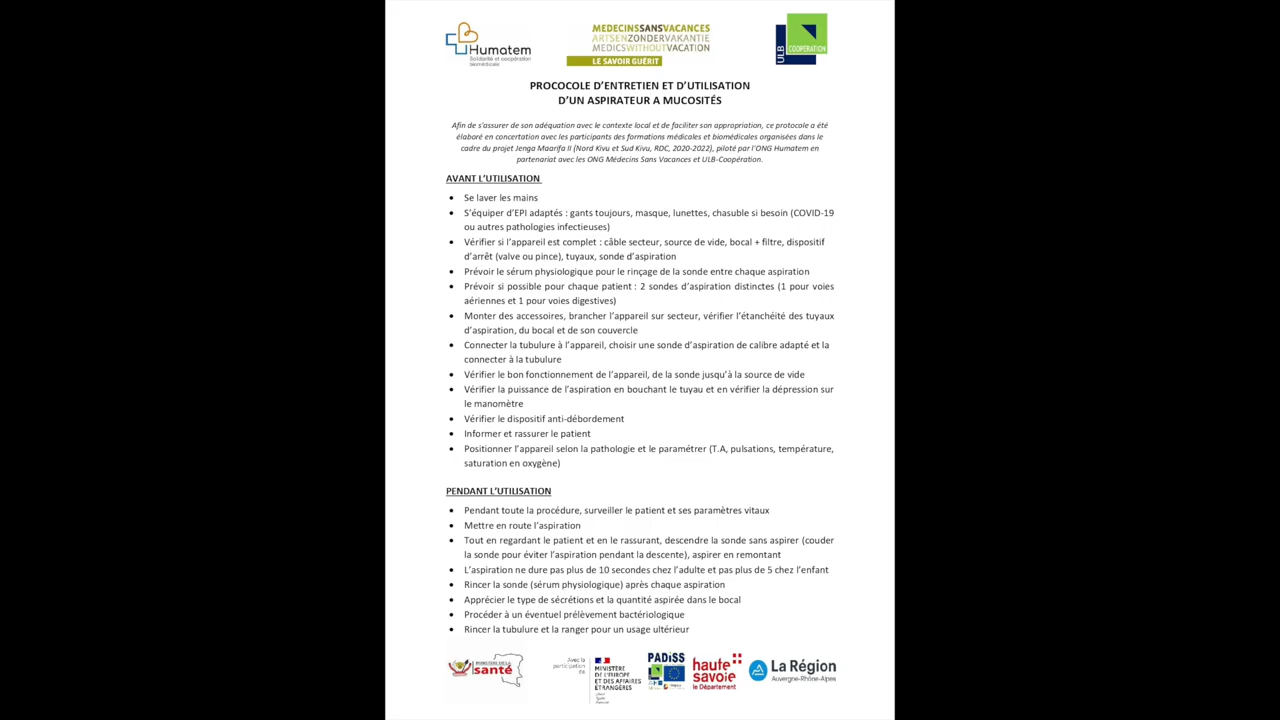 Humatem
Solidarité et coopération
biomédicale
MEDECINSSANSVACANCES
ARTSENZONDERVAKANTIE
MEDICSWITHOUTVACATION
LE SAVOIR GUÉRIT
ULB
COOPÉRATION
PROCOCOLE D'ENTRETIEN ET D'UTILISATION
D'UN ASPIRATEUR A MUCOSITÉS
Afin de s'assurer de son adéquation avec le contexte local et de faciliter son appropriation, ce protocole a été
élaboré en concertation avec les participants des formations médicales et biomédicales organisées dans le
cadre du projet Jenga Maarifa II (Nord Kivu et Sud Kivu, RDC, 2020-2022), piloté par l'ONG Humatem en
partenariat avec les ONG Médecins Sans Vacances et ULB-Coopération.
AVANT L'UTILISATION
• Se laver les mains
• S'équiper d'EPI adaptés : gants toujours, masque, lunettes, chasuble si besoin (COVID-19
ou autres pathologies infectieuses)
• Vérifier si l'appareil est complet : câble secteur, source de vide, bocal + filtre, dispositif
d'arrêt (valve ou pince), tuyaux, sonde d'aspiration
• Prévoir le sérum physiologique pour le rinçage de la sonde entre chaque aspiration
• Prévoir si possible pour chaque patient : 2 sondes d'aspiration distinctes (1 pour voies
aériennes et 1 pour voies digestives)
• Monter des accessoires, brancher l'appareil sur secteur, vérifier l'étanchéité des tuyaux
d'aspiration, du bocal et de son couvercle
• Connecter la tubulure à l'appareil, choisir une sonde d'aspiration de calibre adapté et la
connecter à la tubulure
• Vérifier le bon fonctionnement de l'appareil, de la sonde jusqu'à la source de vide
• Vérifier la puissance de l'aspiration en bouchant le tuyau et en vérifier la dépression sur
le manomètre
• Vérifier le dispositif anti-débordement
• Informer et rassurer le patient
• Positionner l'appareil selon la pathologie et le paramétrer (T.A, pulsations, température,
saturation en oxygène)
PENDANT L'UTILISATION
• Pendant toute la procédure, surveiller le patient et ses paramètres vitaux
• Mettre en route l'aspiration
• Tout en regardant le patient et en le rassurant, descendre la sonde sans aspirer (couder
la sonde pour éviter l'aspiration pendant la descente), aspirer en remontant
• L'aspiration ne dure pas plus de 10 secondes chez l'adulte et pas plus de 5 chez l'enfant
• Rincer la sonde (sérum physiologique) après chaque aspiration
• Apprécier le type de sécrétions et la quantité aspirée dans le bocal
• Procéder à un éventuel prélèvement bactériologique
• Rincer la tubulure et la ranger pour un usage ultérieur
santé
Avec la
participation
de
MINISTÈRE
DE L'EUROPE
ET DES AFFAIRES
ÉTRANGÈRES
PADiSS
haute
savoie
le Département
La Région
Auvergne-Rhône-Alpes